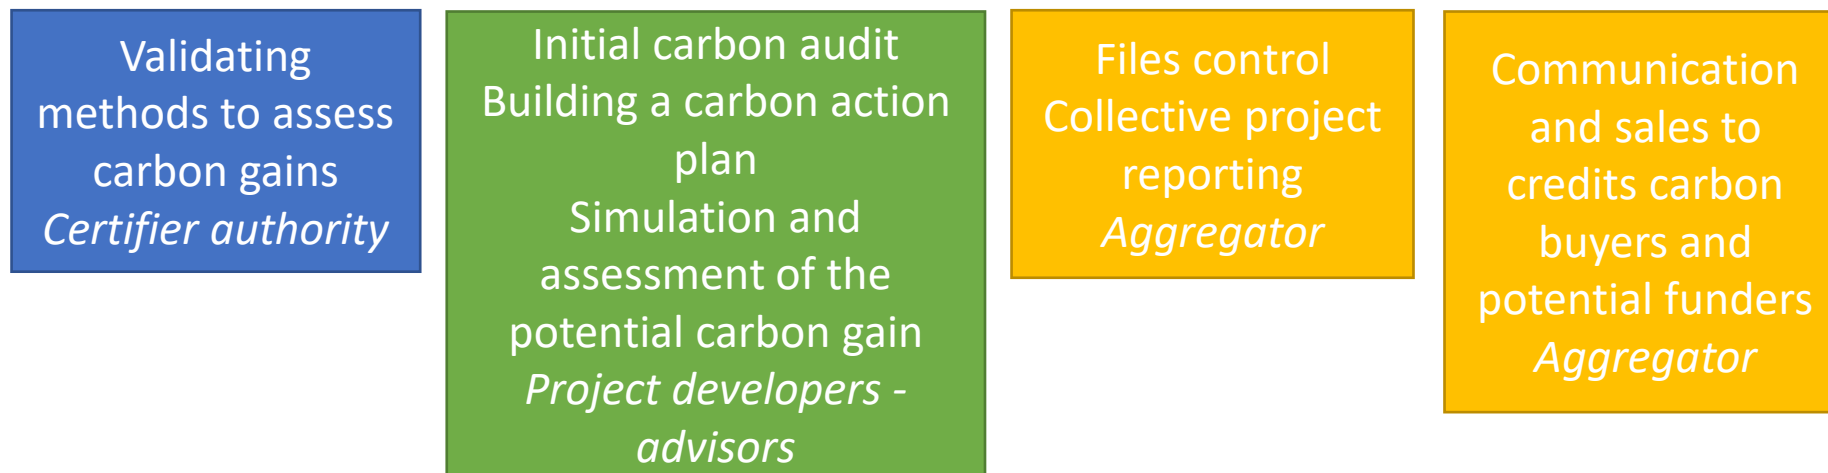 Validating
methods to assess
carbon gains
Certifier authority
Initial carbon audit
Building a carbon action
plan
Simulation and
assessment of the
potential carbon gain
Project developers -
advisors
Files control
Collective project
reporting
Aggregator
Communication
and sales to
credits carbon
buyers and
potential funders
Aggregator